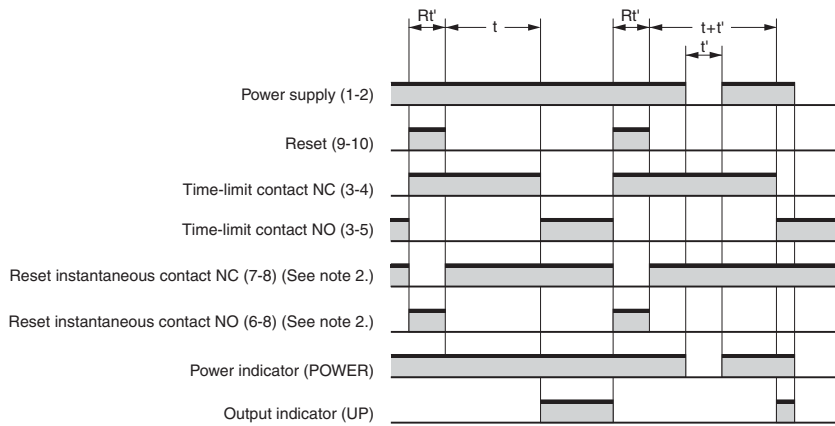 Rt'
t
Rt'
t+t'
t'
Power supply (1-2)
Reset (9-10)
Time-limit contact NC (3-4)
Time-limit contact NO (3-5)
Reset instantaneous contact NC (7-8) (See note 2.)
Reset instantaneous contact NO (6-8) (See note 2.)
Power indicator (POWER)
Output indicator (UP)